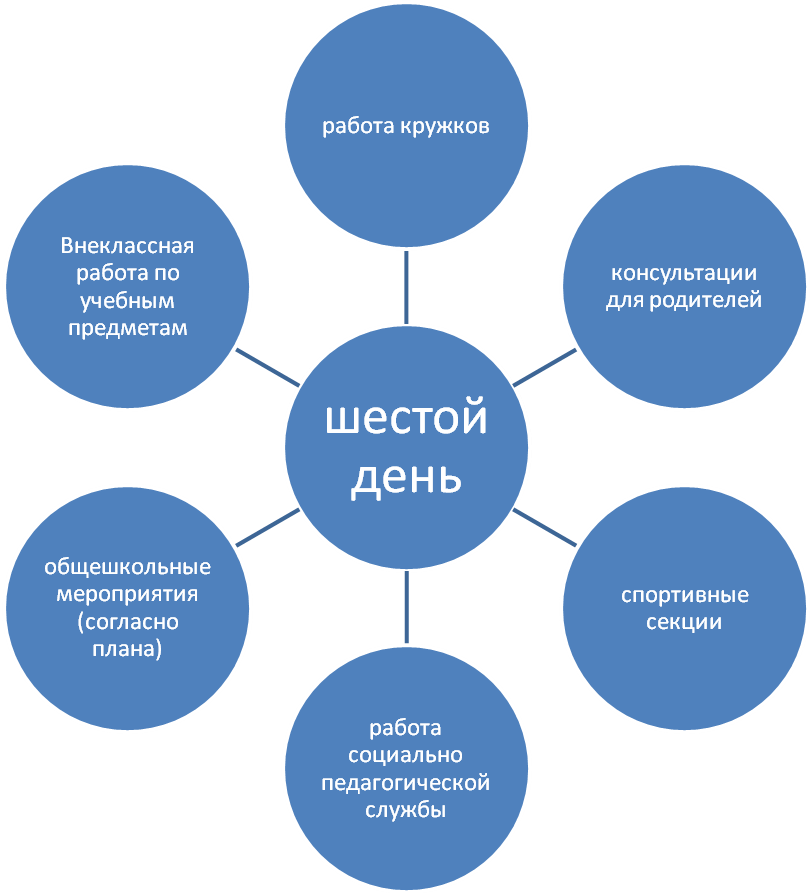 работа кружков
консультации
для родителей
спортивные
секции
работа
социально
педагогической
службы
общешкольные
мероприятия
(согласно
плана)
Внеклассная
работа по
учебным
предметам
шестой
день